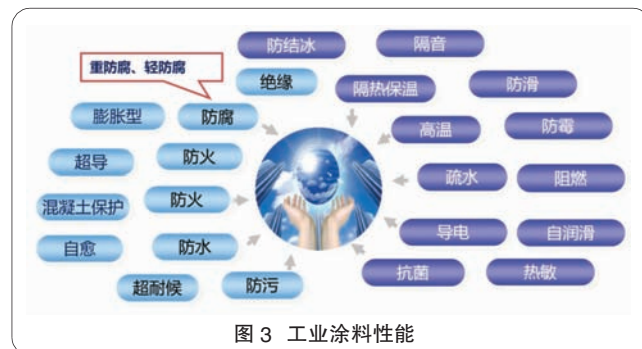 防结冰
隔音
重防腐、轻防腐
绝缘
隔热保温
防滑
膨胀型
防腐
高温
防霉
超导
防火
疏水
阻燃
混凝土保护
防火
导电
自润滑
自愈
防水
抗菌
热敏
超耐候
防污
图 3 工业涂料性能